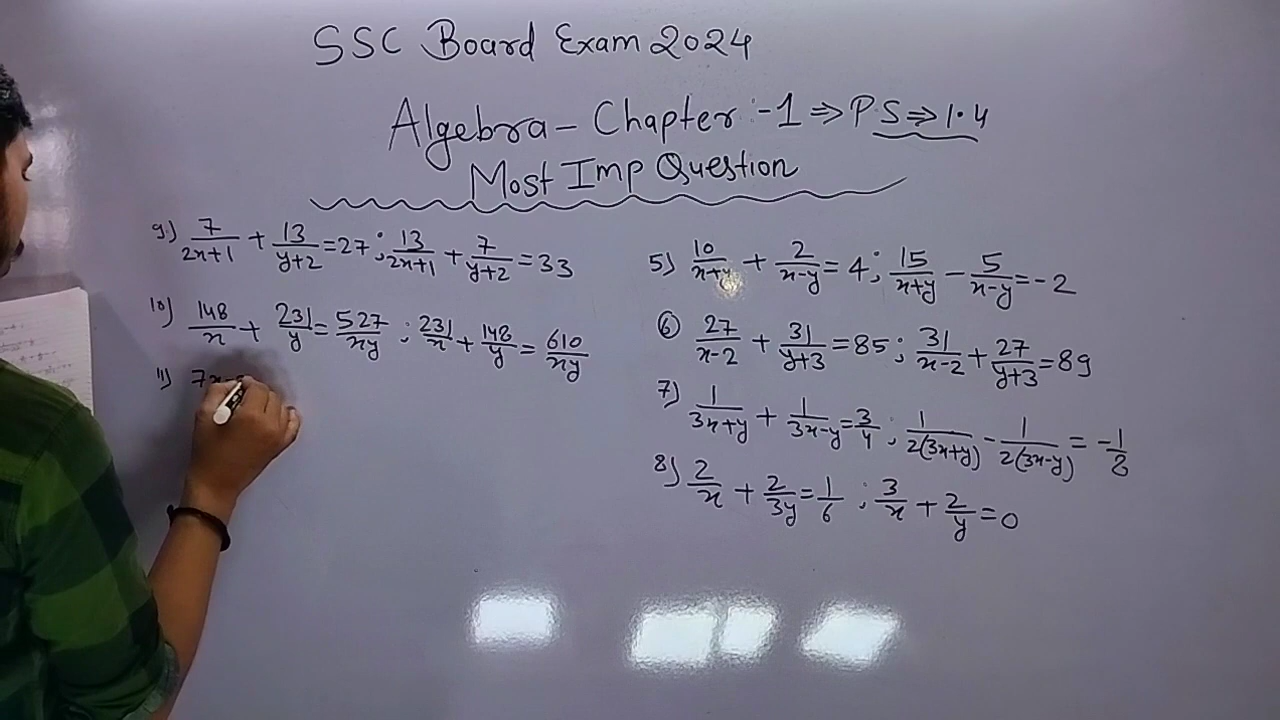 SSC Board Exam 2024
Algebra - Chapter :-1 ⇒ PS ⇒ 1.4
Most Imp Question
9) 7/(2x+1) + 13/(y+2) = 27 ; 13/(2x+1) + 7/(y+2) = 33
10) 148/x + 231/y = 527/xy ; 231/x + 148/y = 610/xy
11) 7x-
5) 10/(x+y) + 2/(x-y) = 4 ; 15/(x+y) - 5/(x-y) = -2
⑥ 27/(x-2) + 31/(y+3) = 85 ; 31/(x-2) + 27/(y+3) = 89
7) 1/(3x+y) + 1/(3x-y) = 3/4 ; 1/2(3x+y) - 1/2(3x-y) = -1/8
8) 2/x + 2/3y = 1/6 ; 3/x + 2/y = 0